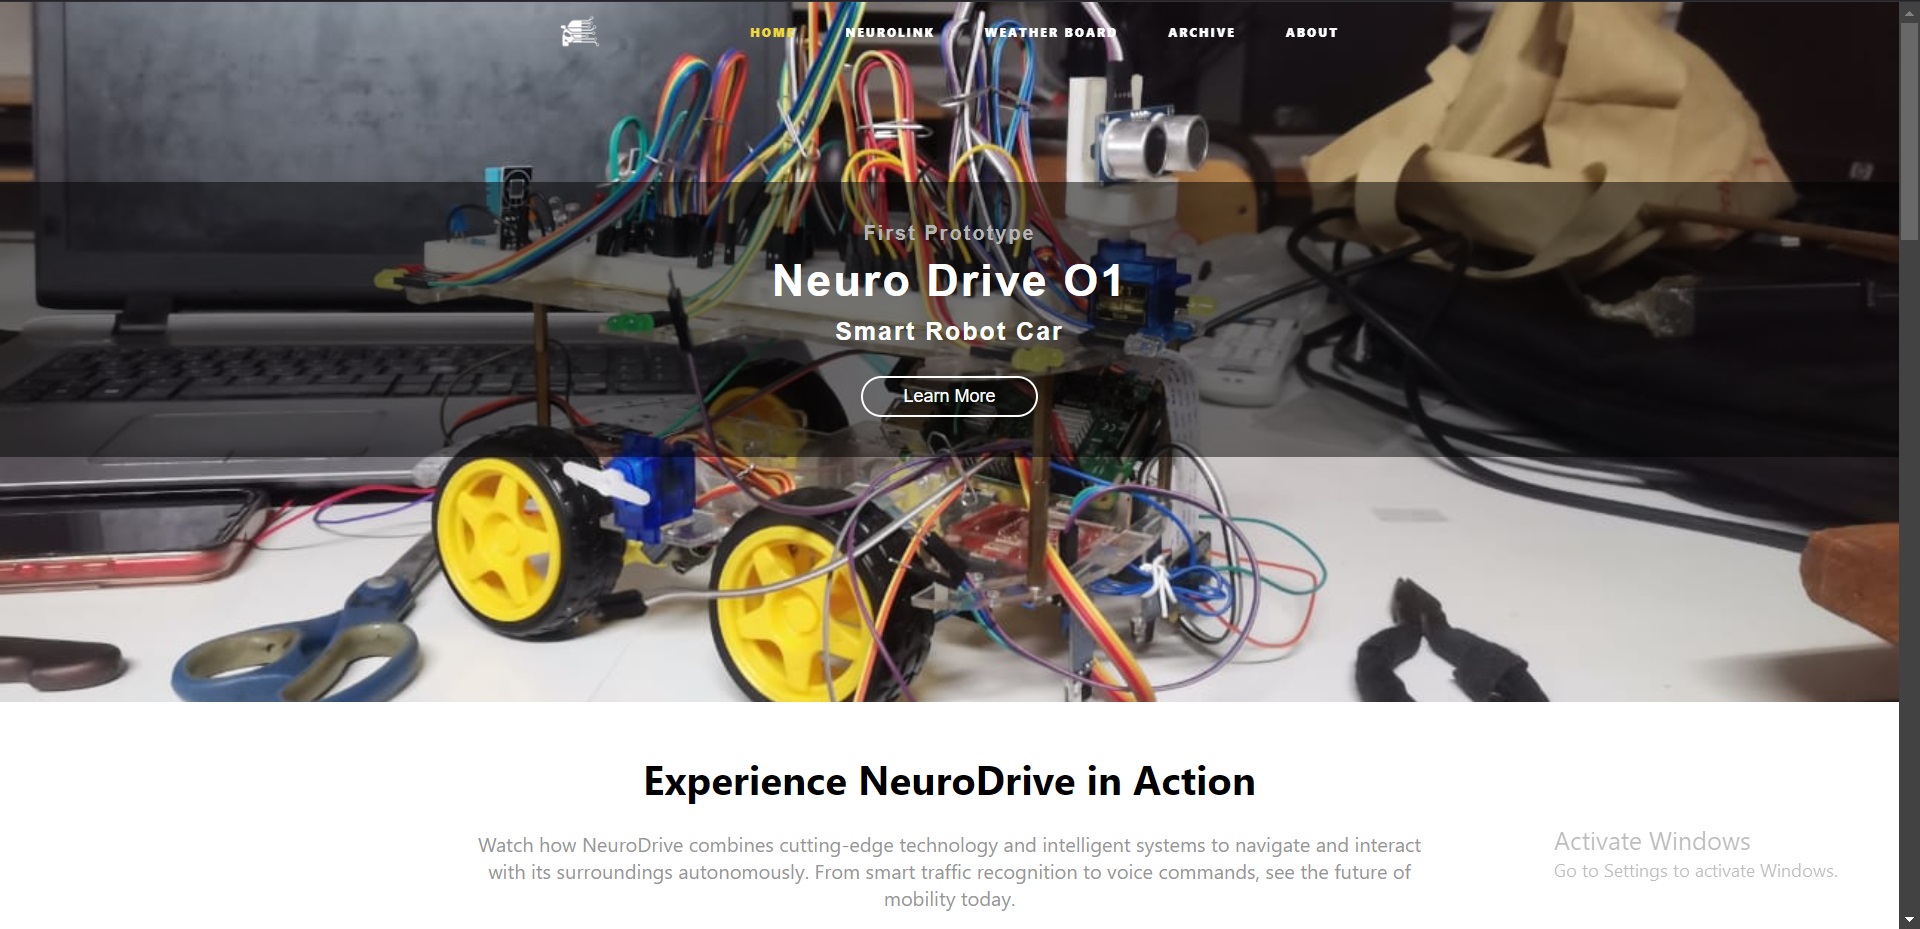 HOME NEUROLINK WEATHER BOARD ARCHIVE ABOUT
First Prototype
Neuro Drive O1
Smart Robot Car
Learn More
Experience NeuroDrive in Action
Watch how NeuroDrive combines cutting-edge technology and intelligent systems to navigate and interact
with its surroundings autonomously. From smart traffic recognition to voice commands, see the future of
mobility today.
Activate Windows
Go to Settings to activate Windows.